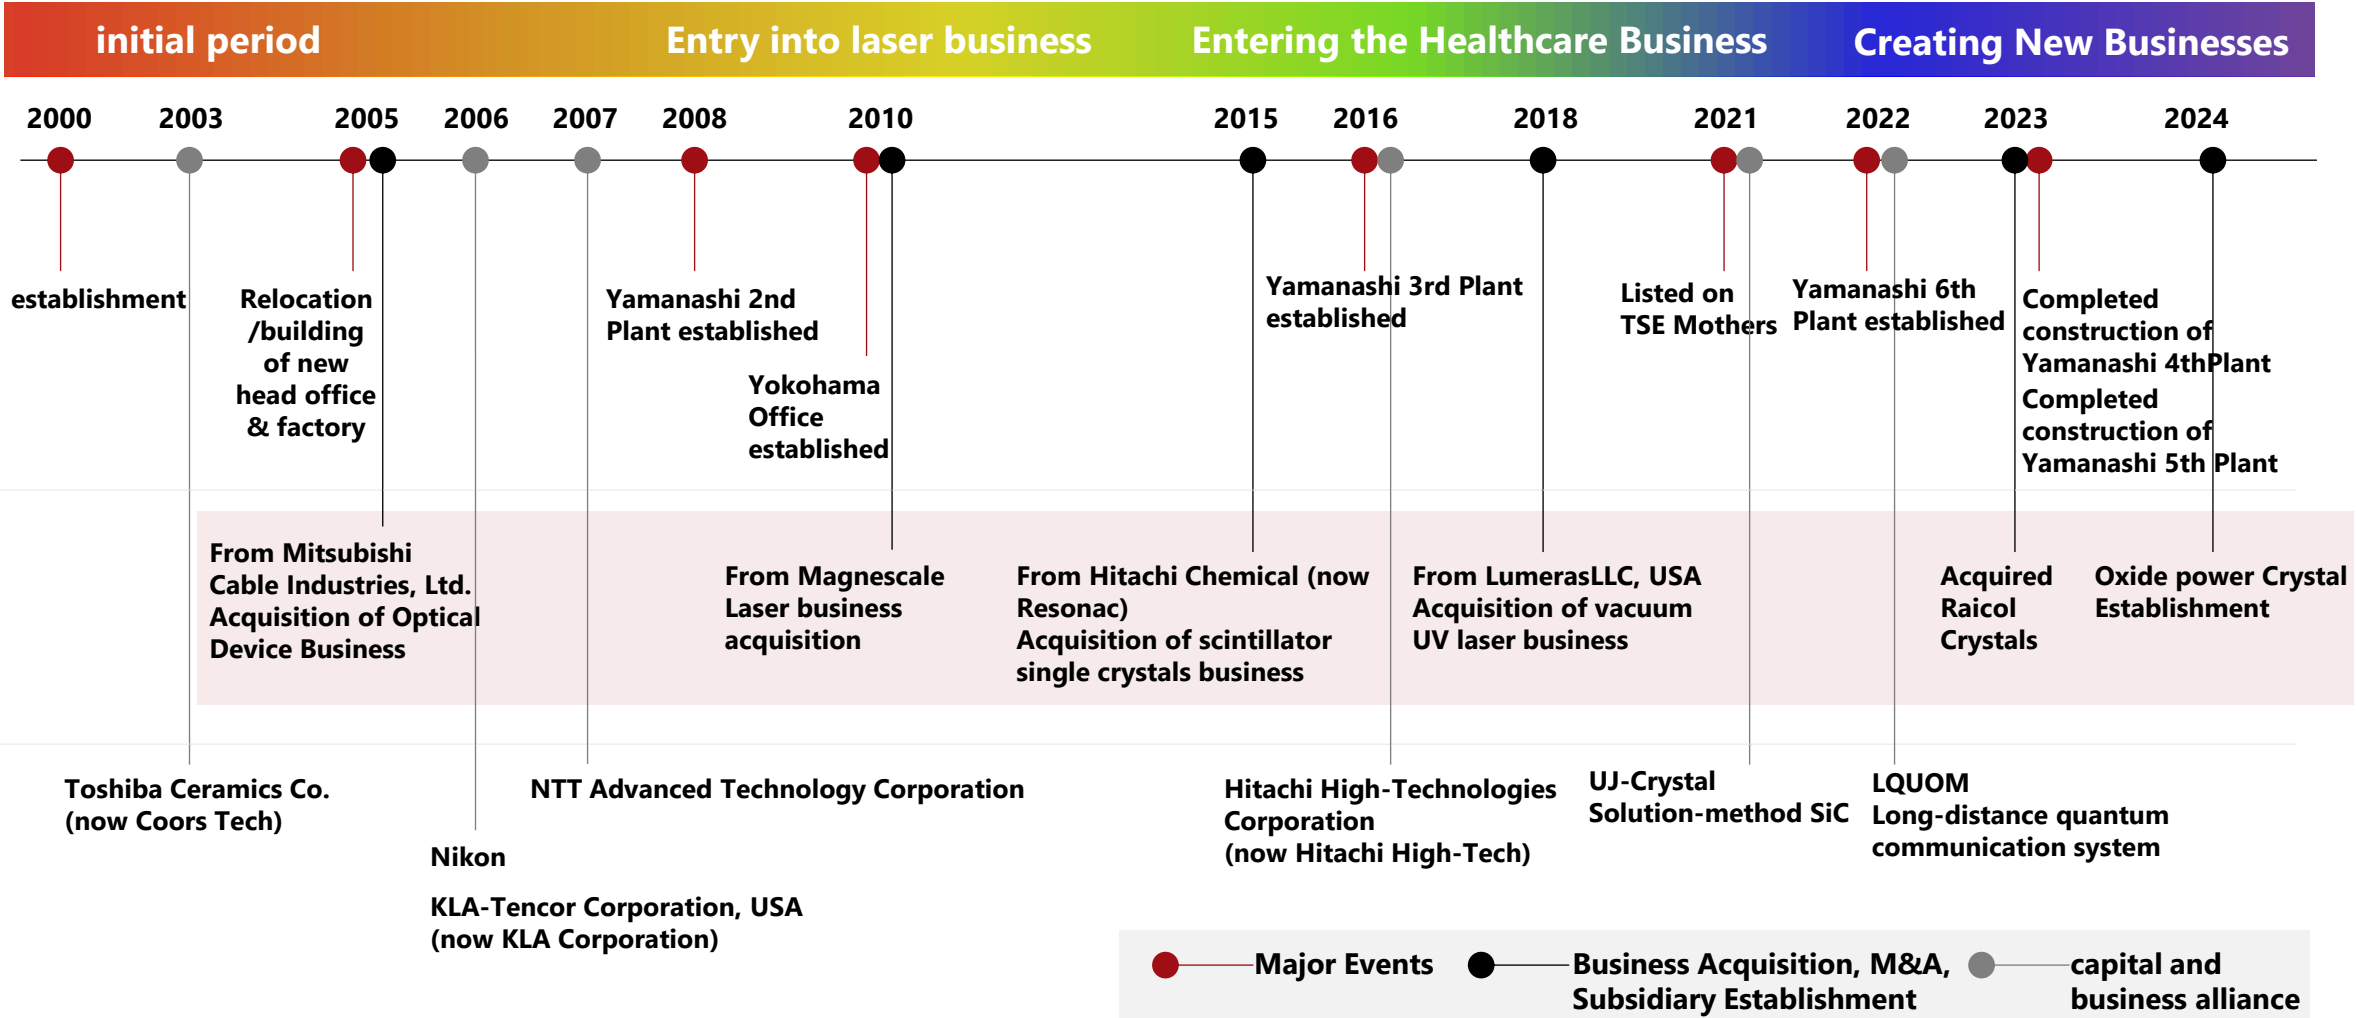 initial period
Entry into laser business
Entering the Healthcare Business
Creating New Businesses
2000
2003
2005
2006
2007
2008
2010
2015
2016
2018
2021
2022
2023
2024
establishment
Relocation
/building
of new
head office
& factory
Yamanashi 2nd
Plant established
Yokohama
Office
established
Yamanashi 3rd Plant
established
Listed on
TSE Mothers
Yamanashi 6th
Plant established
Completed
construction of
Yamanashi 4thPlant
Completed
construction of
Yamanashi 5th Plant
From Mitsubishi
Cable Industries, Ltd.
Acquisition of Optical
Device Business
From Magnescale
Laser business
acquisition
From Hitachi Chemical (now
Resonac)
Acquisition of scintillator
single crystals business
From LumerasLLC, USA
Acquisition of vacuum
UV laser business
Acquired
Raicol
Crystals
Oxide power Crystal
Establishment
Toshiba Ceramics Co.
(now Coors Tech)
Nikon
KLA-Tencor Corporation, USA
(now KLA Corporation)
NTT Advanced Technology Corporation
Hitachi High-Technologies
Corporation
(now Hitachi High-Tech)
UJ-Crystal
Solution-method SiC
LQUOM
Long-distance quantum
communication system
Major Events
Business Acquisition, M&A,
Subsidiary Establishment
capital and
business alliance